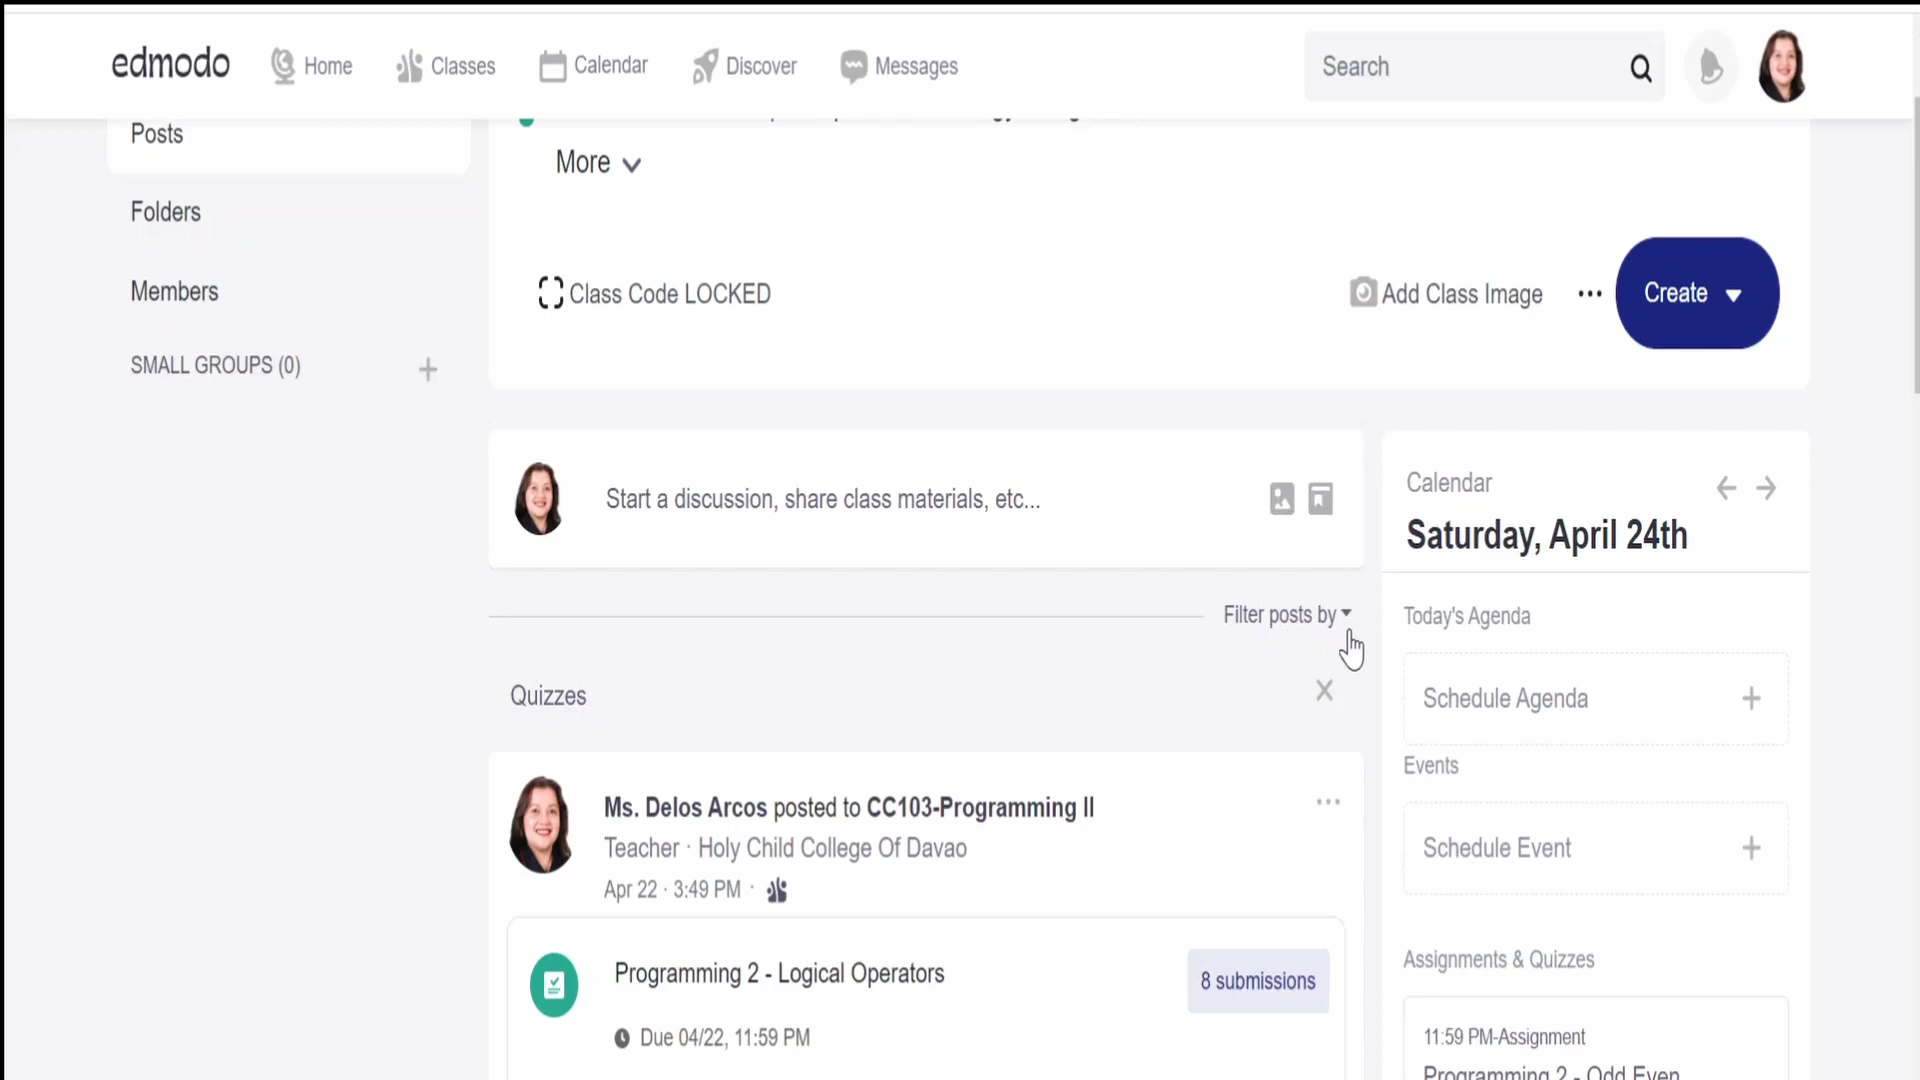 edmodo
Home
Classes
Calendar
Discover
Messages
Search
Posts
More
Folders
Members
SMALL GROUPS (0)
Class Code LOCKED
Add Class Image
Create
Start a discussion, share class materials, etc...
Filter posts by
Quizzes
Ms. Delos Arcos posted to CC103-Programming II
Teacher · Holy Child College Of Davao
Apr 22 · 3:49 PM ·
Programming 2 - Logical Operators
8 submissions
Due 04/22, 11:59 PM
Calendar
Saturday, April 24th
Today's Agenda
Schedule Agenda
Events
Schedule Event
Assignments & Quizzes
11:59 PM-Assignment
Programming 2 - Odd Even